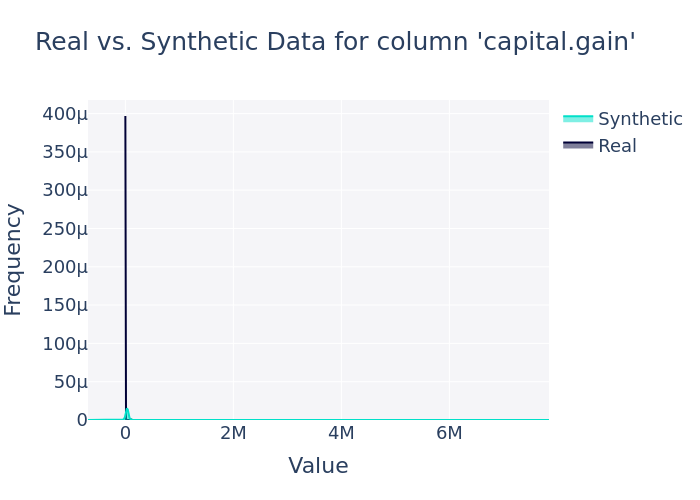 Real vs. Synthetic Data for column 'capital.gain'
Synthetic
Real
400μ
350μ
300μ
250μ
200μ
150μ
100μ
50μ
0
0
2M
4M
6M
Value
Frequency